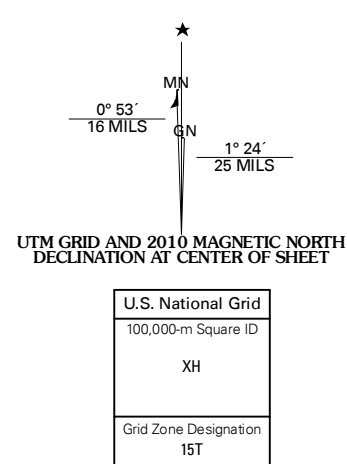 MN
0° 53´
16 MILS
GN
1° 24´
25 MILS
UTM GRID AND 2010 MAGNETIC NORTH
DECLINATION AT CENTER OF SHEET
U.S. National Grid
100,000-m Square ID
XH
Grid Zone Designation
15T